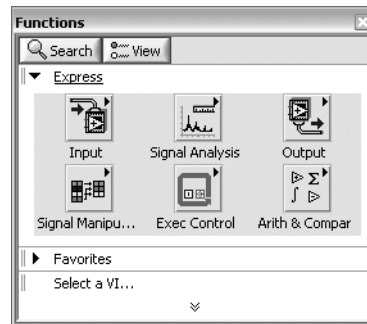 Functions
Search View
Express
Input Signal Analysis Output
Signal Manipu... Exec Control Arith & Compar
Favorites
Select a VI...